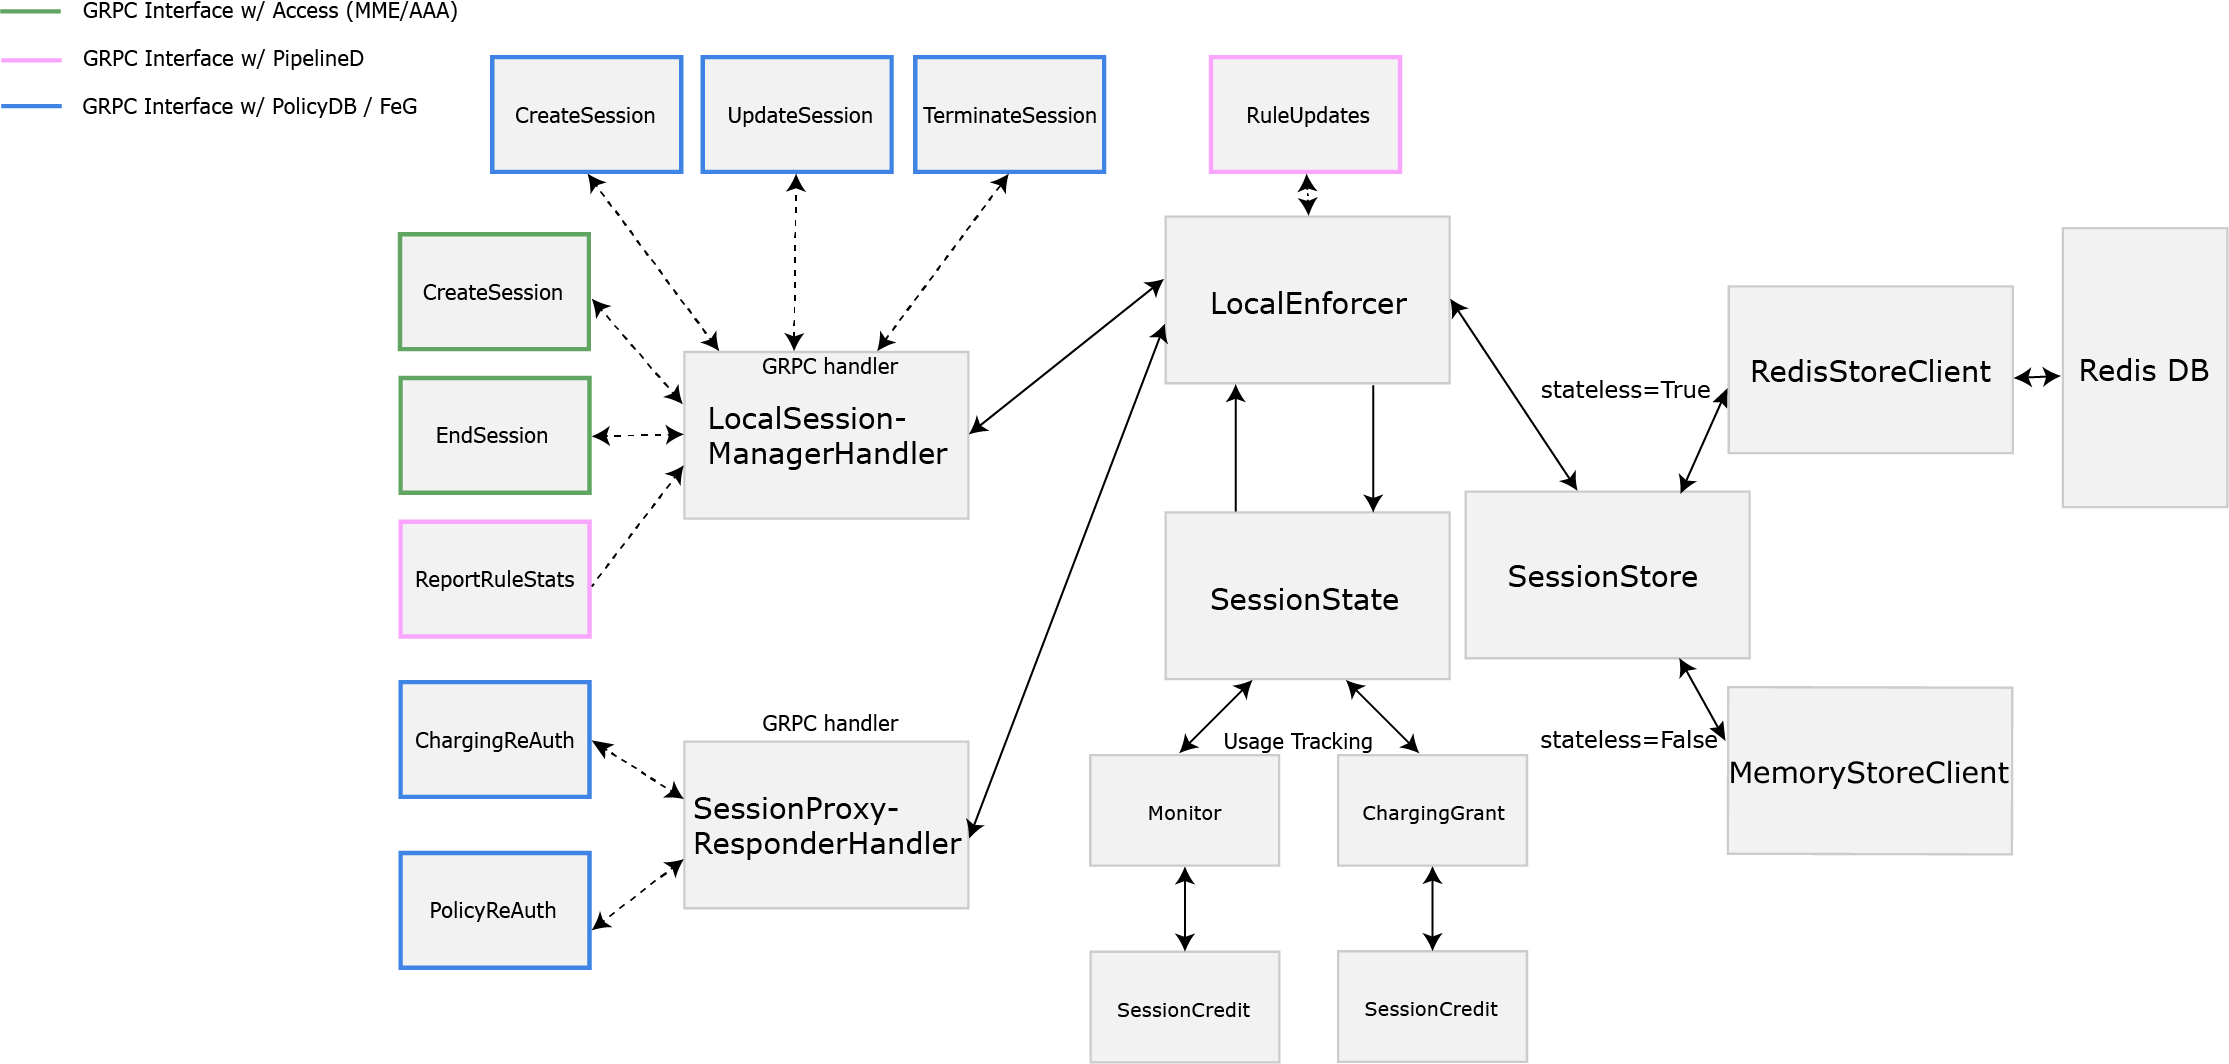 GRPC Interface w/ Access (MME/AAA)
GRPC Interface w/ PipelineD
GRPC Interface w/ PolicyDB / FeG
CreateSession
UpdateSession
TerminateSession
RuleUpdates
CreateSession
EndSession
ReportRuleStats
GRPC handler
LocalSession-
ManagerHandler
LocalEnforcer
stateless=True
RedisStoreClient
Redis DB
SessionState
SessionStore
ChargingReAuth
PolicyReAuth
GRPC handler
SessionProxy-
ResponderHandler
Usage Tracking
stateless=False
MemoryStoreClient
Monitor
ChargingGrant
SessionCredit
SessionCredit